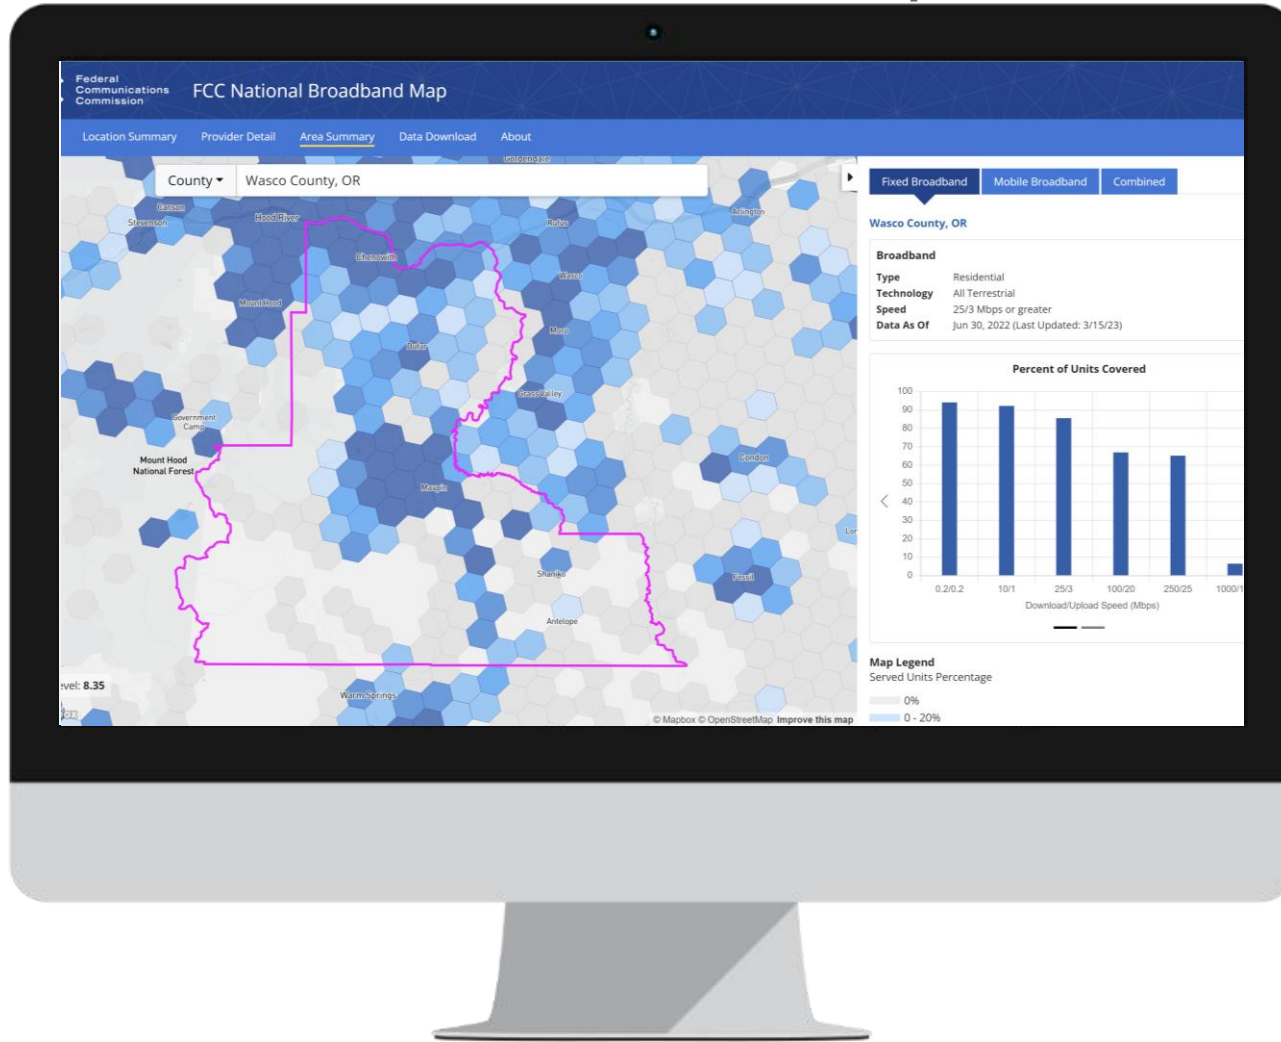 Federal
Communications
Commission
FCC National Broadband Map
Location Summary Provider Detail Area Summary Data Download About
County Wasco County, OR
Goldendale
Carson
Stevenson
Hood River
Rufus
Arlington
Chenowith
Wasco
Mount Hood
Moro
Dufur
Grass Valley
Government
Camp
Mount Hood
National Forest
Condon
Maupin
Shaniko
Fossil
Antelope
Warm Springs
8.35
© Mapbox © OpenStreetMap Improve this map
Fixed Broadband Mobile Broadband Combined
Wasco County, OR
Broadband
Type Residential
Technology All Terrestrial
Speed 25/3 Mbps or greater
Data As Of Jun 30, 2022 (Last Updated: 3/15/23)
Percent of Units Covered
100
90
80
70
60
50
40
30
20
10
0
0.2/0.2 10/1 25/3 100/20 250/25 1000/1
Download/Upload Speed (Mbps)
Map Legend
Served Units Percentage
0%
0 - 20%